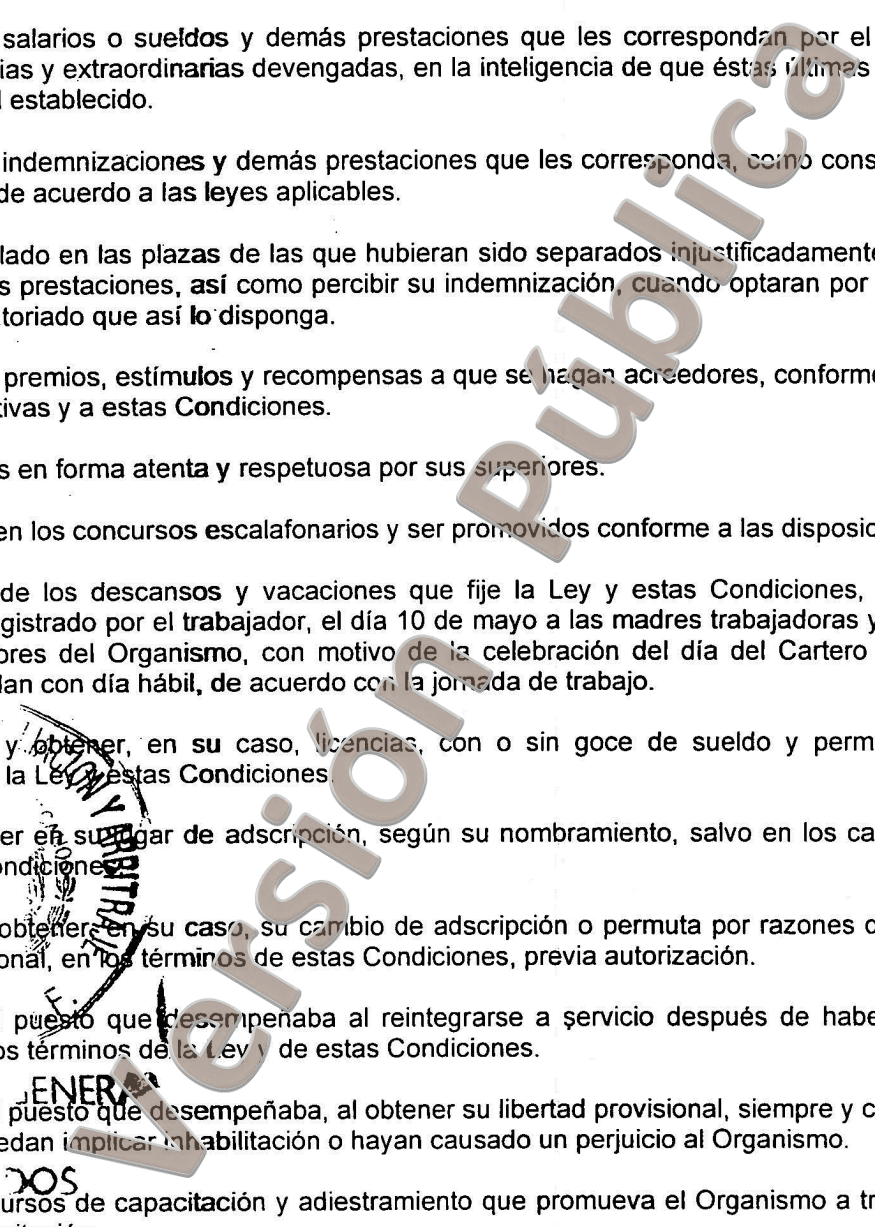 salarios o sueldos y demás prestaciones que les correspondan por el
ias y extraordinarias devengadas, en la inteligencia de que éstas últimas
establecido.
indemnizaciones y demás prestaciones que les corresponda, como cons
de acuerdo a las leyes aplicables.
lado en las plazas de las que hubieran sido separados injustificadamente
s prestaciones, así como percibir su indemnización, cuando optaran por
toriado que así lo disponga.
premios, estímulos y recompensas a que se hagan acreedores, conforme
tivas y a estas Condiciones.
s en forma atenta y respetuosa por sus superiores.
en los concursos escalafonarios y ser promovidos conforme a las disposic
de los descansos y vacaciones que fije la Ley y estas Condiciones,
gistrado por el trabajador, el día 10 de mayo a las madres trabajadoras y
ores del Organismo, con motivo de la celebración del día del Cartero
dan con día hábil, de acuerdo con la jornada de trabajo.
y obtener, en su caso, licencias, con o sin goce de sueldo y perm
la Ley y estas Condiciones.
er en su lugar de adscripción, según su nombramiento, salvo en los ca
ondiciones.
obtener, en su caso, su cambio de adscripción o permuta por razones d
onal, en los términos de estas Condiciones, previa autorización.
puesto que desempeñaba al reintegrarse a servicio después de habe
os términos de la Ley y de estas Condiciones.
puesto que desempeñaba, al obtener su libertad provisional, siempre y c
edan implicar inhabilitación o hayan causado un perjuicio al Organismo.
ursos de capacitación y adiestramiento que promueva el Organismo a tr
Versión Pública
CION Y ARBITRAJE
F.
GENERA
DOS